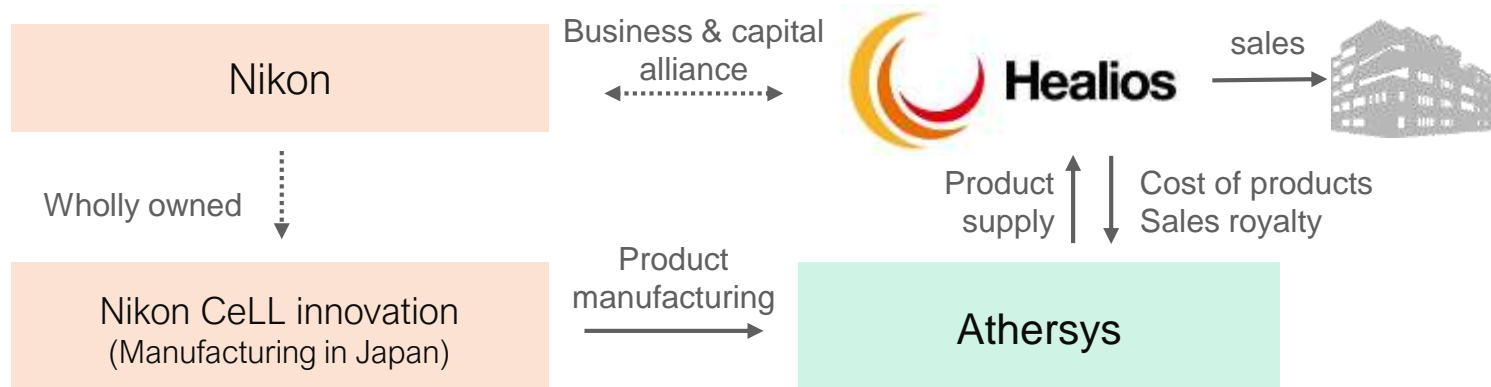 Nikon
Business & capital
alliance
Healios
sales
Wholly owned
Product
supply
Cost of products
Sales royalty
Nikon CeLL innovation
(Manufacturing in Japan)
Product
manufacturing
Athersys